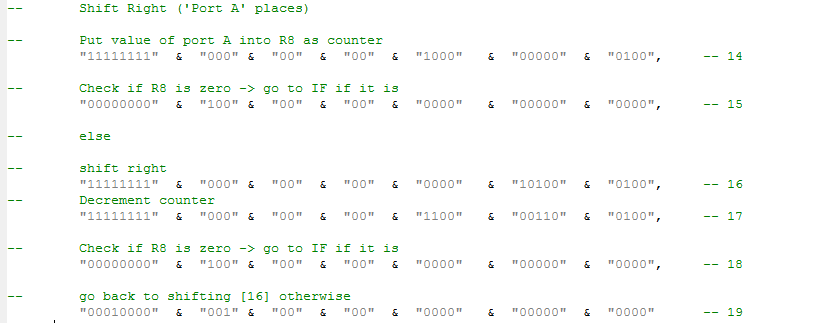 --      Shift Right ('Port A' places)
--      Put value of port A into R8 as counter
"11111111"  &  "000" &  "00"  &  "00"  &  "1000"   &  "00000"  &  "0100",     -- 14
--      Check if R8 is zero -> go to IF if it is
"00000000"  &  "100" &  "00"  &  "00"  &  "0000"   &  "00000"  &  "0000",     -- 15
--      else
--      shift right
"11111111"  &  "000" &  "00"  &  "00"  &  "0000"   &  "10100"  &  "0100",     -- 16
--      Decrement counter
"11111111"  &  "000" &  "00"  &  "00"  &  "1100"   &  "00110"  &  "0100",     -- 17
--      Check if R8 is zero -> go to IF if it is
"00000000"  &  "100" &  "00"  &  "00"  &  "0000"   &  "00000"  &  "0000",     -- 18
--      go back to shifting [16] otherwise
"00010000"  &  "001" &  "00"  &  "00"  &  "0000"   &  "00000"  &  "0000"      -- 19